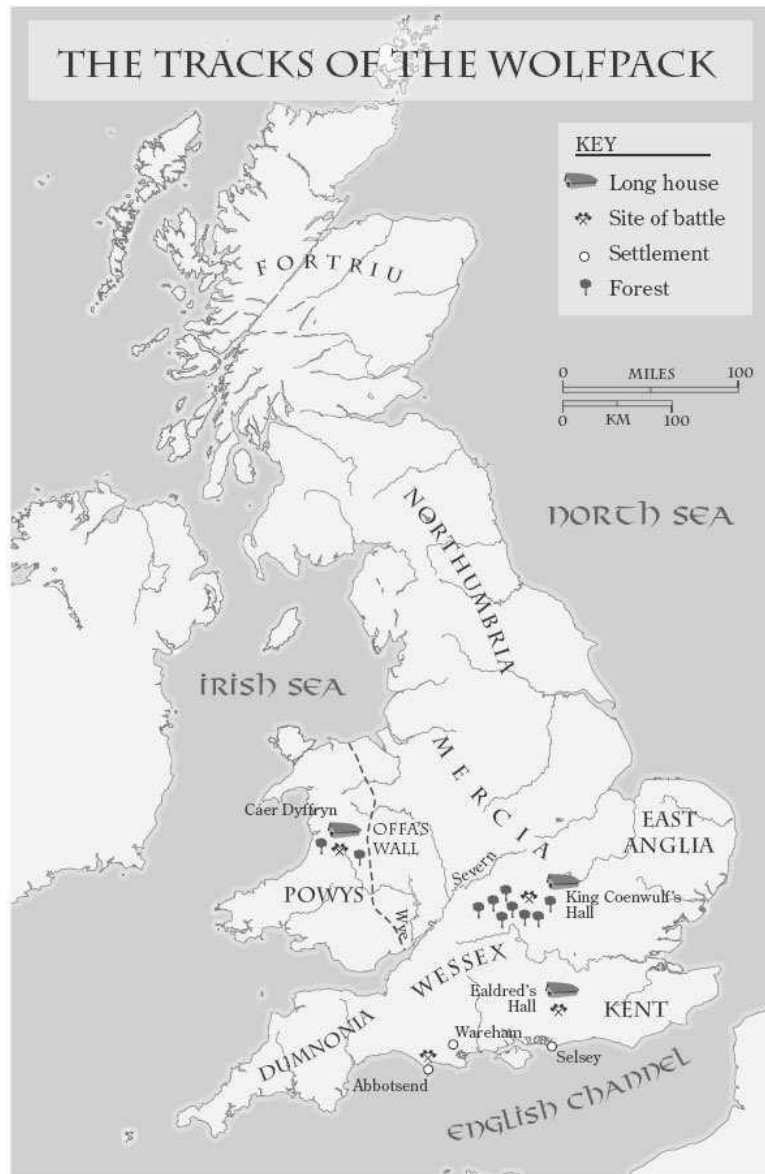 THE TRACKS OF THE WOLFPACK
KEY
Long house
Site of battle
Settlement
Forest
0 MILES 100
0 KM 100
FORTRIU
NORTHUMBRIA
NORTH SEA
IRISH SEA
MERCIA
Caer Dyffryn
OFFA'S
WALL
EAST
ANGLIA
Severn
POWYS
King Coenwulf's
Hall
Wye
WESSEX
Ealdred's
Hall
KENT
DUMNONIA
Wareham
Selsey
Abbotsend
ENGLISH CHANNEL